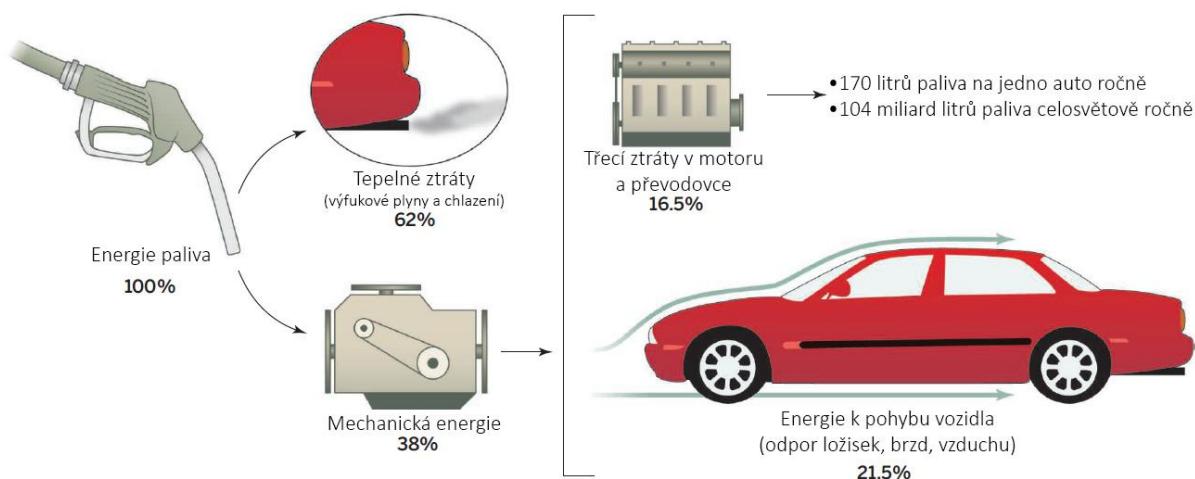 Energie paliva
100%
Tepelné ztráty
(výfukové plyny a chlazení)
62%
Mechanická energie
38%
Třecí ztráty v motoru
a převodovce
16.5%
•170 litrů paliva na jedno auto ročně
•104 miliard litrů paliva celosvětově ročně
Energie k pohybu vozidla
(odpor ložisek, brzd, vzduchu)
21.5%